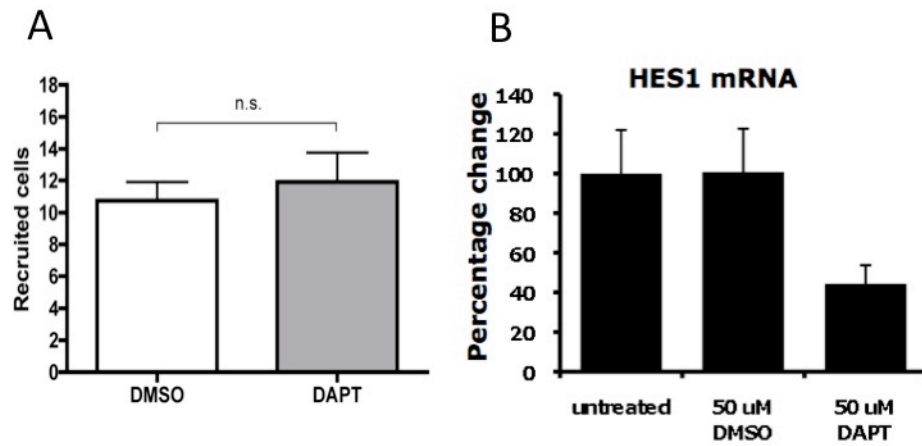 A
18
16
14
12
10
8
6
4
2
0
Recruited cells
n.s.
DMSO
DAPT
B
HES1 mRNA
140
120
100
80
60
40
20
0
Percentage change
untreated
50 uM
DMSO
50 uM
DAPT